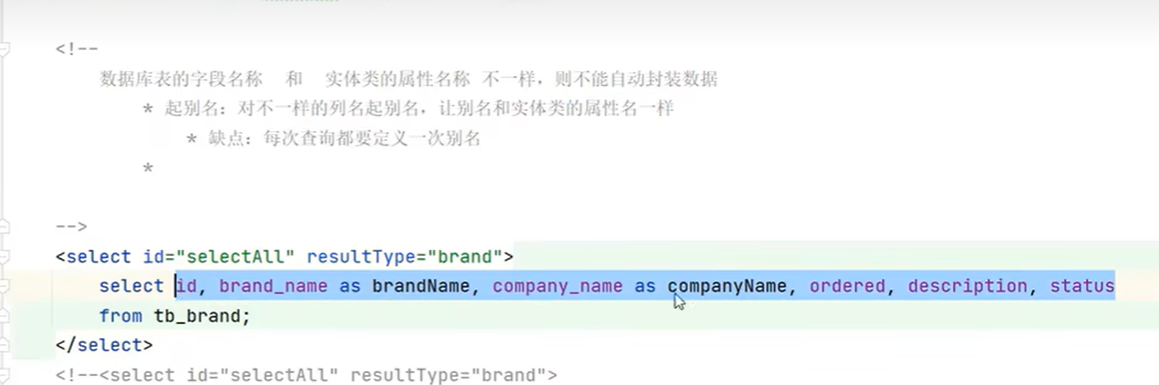 <!--
数据库表的字段名称 和 实体类的属性名称 不一样，则不能自动封装数据
* 起别名：对不一样的列名起别名，让别名和实体类的属性名一样
* 缺点：每次查询都要定义一次别名
*
-->
<select id="selectAll" resultType="brand">
select id, brand_name as brandName, company_name as companyName, ordered, description, status
from tb_brand;
</select>
<!--<select id="selectAll" resultType="brand">